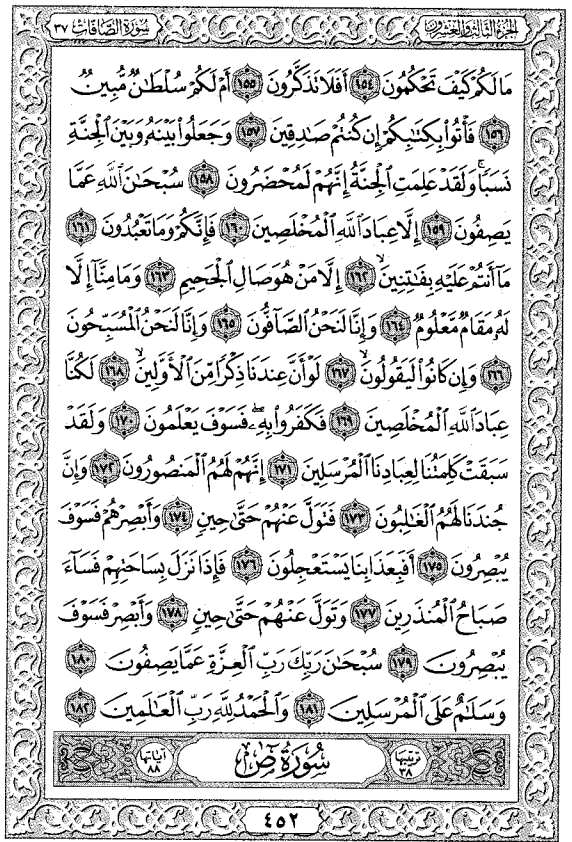 الجزء الثالث والعشرون
سورة الصافات ٣٧
مَا لَكُمْ كَيْفَ تَحْكُمُونَ ١٥٤ أَفَلَا تَذَكَّرُونَ ١٥٥ أَمْ لَكُمْ سُلْطَٰنٌ مُّبِينٌ
١٥٦ فَأْتُوا۟ بِكِتَٰبِكُمْ إِن كُنتُمْ صَٰدِقِينَ ١٥٧ وَجَعَلُوا۟ بَيْنَهُۥ وَبَيْنَ ٱلْجِنَّةِ
نَسَبًا ۚ وَلَقَدْ عَلِمَتِ ٱلْجِنَّةُ إِنَّهُمْ لَمُحْضَرُونَ ١٥٨ سُبْحَٰنَ ٱللَّهِ عَمَّا
يَصِفُونَ ١٥٩ إِلَّا عِبَادَ ٱللَّهِ ٱلْمُخْلَصِينَ ١٦٠ فَإِنَّكُمْ وَمَا تَعْبُدُونَ ١٦١
مَآ أَنتُمْ عَلَيْهِ بِفَٰتِنِينَ ١٦٢ إِلَّا مَنْ هُوَ صَالِ ٱلْجَحِيمِ ١٦٣ وَمَا مِنَّآ إِلَّا
لَهُۥ مَقَامٌ مَّعْلُومٌ ١٦٤ وَإِنَّا لَنَحْنُ ٱلصَّآفُّونَ ١٦٥ وَإِنَّا لَنَحْنُ ٱلْمُسَبِّحُونَ
١٦٦ وَإِن كَانُوا۟ لَيَقُولُونَ ١٦٧ لَوْ أَنَّ عِندَنَا ذِكْرًا مِّنَ ٱلْأَوَّلِينَ ١٦٨ لَكُنَّا
عِبَادَ ٱللَّهِ ٱلْمُخْلَصِينَ ١٦٩ فَكَفَرُوا۟ بِهِۦ ۖ فَسَوْفَ يَعْلَمُونَ ١٧٠ وَلَقَدْ
سَبَقَتْ كَلِمَتُنَا لِعِبَادِنَا ٱلْمُرْسَلِينَ ١٧١ إِنَّهُمْ لَهُمُ ٱلْمَنصُورُونَ ١٧٢ وَإِنَّ
جُندَنَا لَهُمُ ٱلْغَٰلِبُونَ ١٧٣ فَتَوَلَّ عَنْهُمْ حَتَّىٰ حِينٍ ١٧٤ وَأَبْصِرْهُمْ فَسَوْفَ
يُبْصِرُونَ ١٧٥ أَفَبِعَذَابِنَا يَسْتَعْجِلُونَ ١٧٦ فَإِذَا نَزَلَ بِسَاحَتِهِمْ فَسَآءَ
صَبَاحُ ٱلْمُنذَرِينَ ١٧٧ وَتَوَلَّ عَنْهُمْ حَتَّىٰ حِينٍ ١٧٨ وَأَبْصِرْ فَسَوْفَ
يُبْصِرُونَ ١٧٩ سُبْحَٰنَ رَبِّكَ رَبِّ ٱلْعِزَّةِ عَمَّا يَصِفُونَ ١٨٠
وَسَلَٰمٌ عَلَى ٱلْمُرْسَلِينَ ١٨١ وَٱلْحَمْدُ لِلَّهِ رَبِّ ٱلْعَٰلَمِينَ ١٨٢
ترتيبها ٣٨ سُورَةُ صٓ آياتها ٨٨
٤٥٢